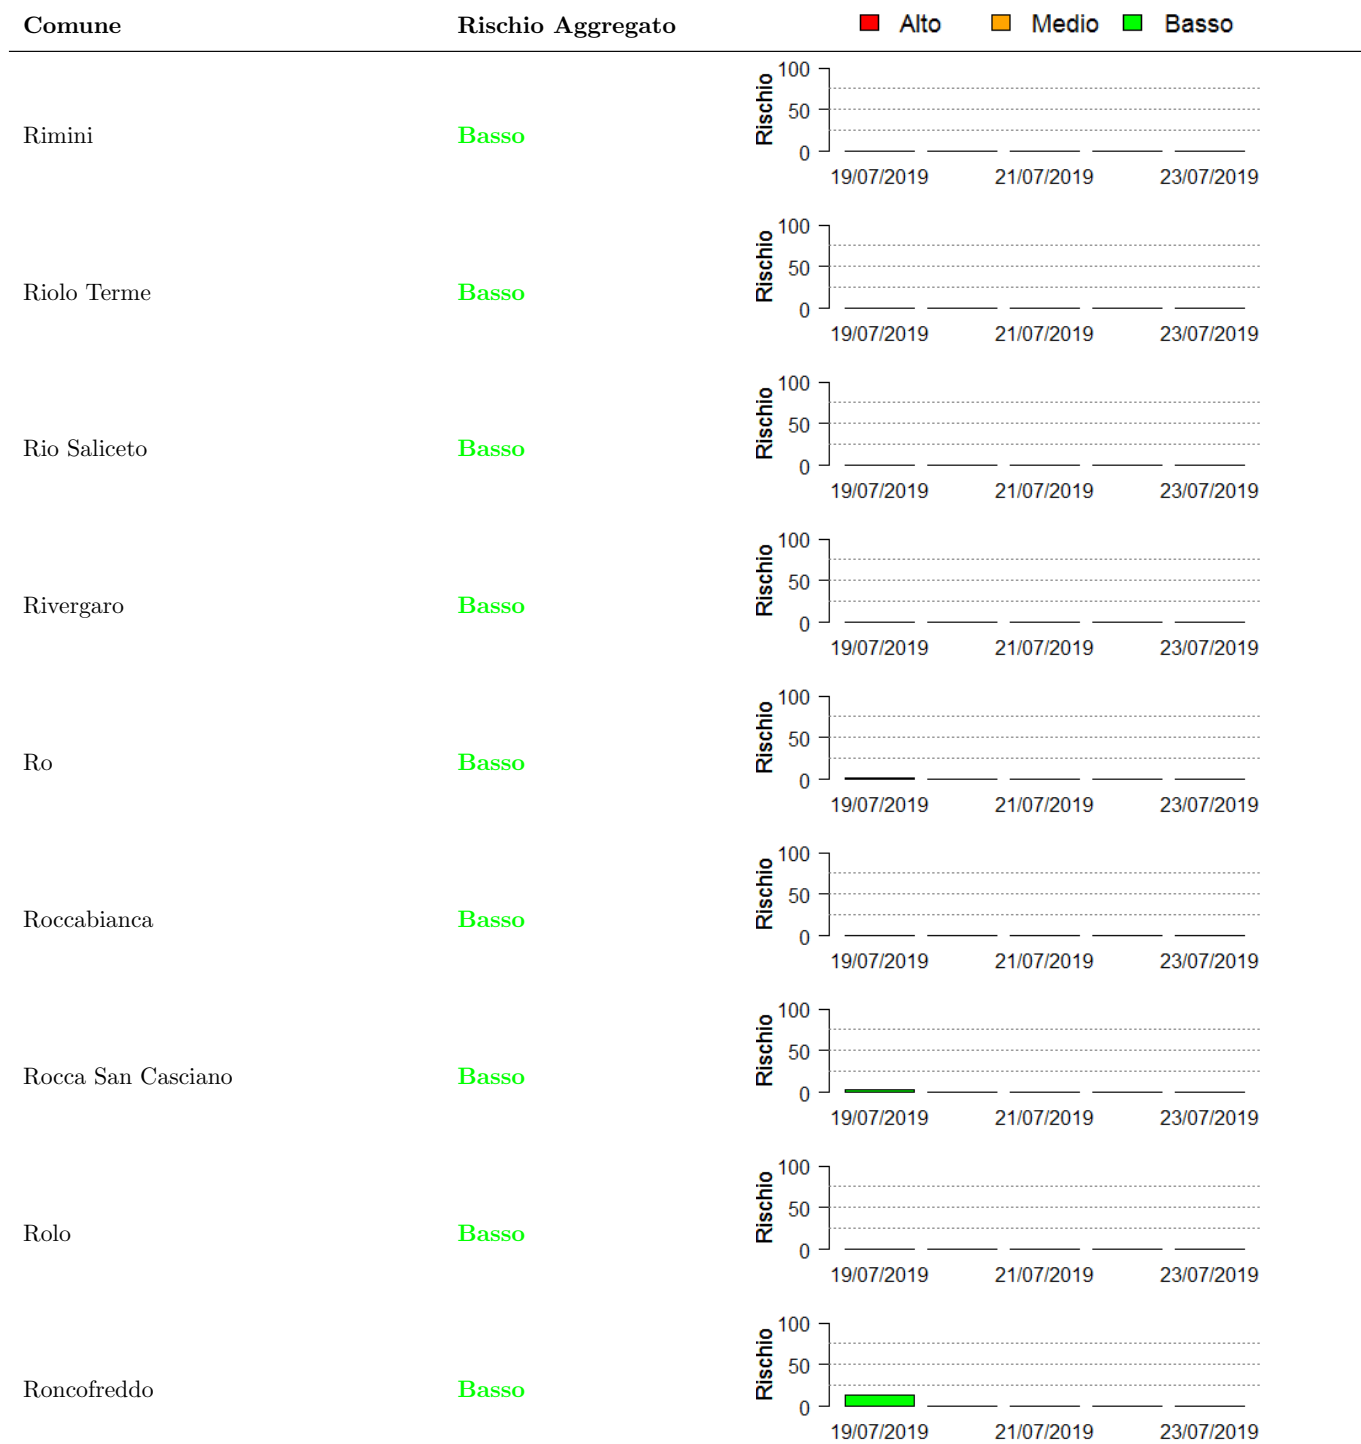 Comune Rischio Aggregato Alto Medio Basso
100
50
0
Rischio
Rimini Basso
19/07/2019 21/07/2019 23/07/2019
100
50
0
Rischio
Riolo Terme Basso
19/07/2019 21/07/2019 23/07/2019
100
50
0
Rischio
Rio Saliceto Basso
19/07/2019 21/07/2019 23/07/2019
100
50
0
Rischio
Rivergaro Basso
19/07/2019 21/07/2019 23/07/2019
100
50
0
Rischio
Ro Basso
19/07/2019 21/07/2019 23/07/2019
100
50
0
Rischio
Roccabianca Basso
19/07/2019 21/07/2019 23/07/2019
100
50
0
Rischio
Rocca San Casciano Basso
19/07/2019 21/07/2019 23/07/2019
100
50
0
Rischio
Rolo Basso
19/07/2019 21/07/2019 23/07/2019
100
50
0
Rischio
Roncofreddo Basso
19/07/2019 21/07/2019 23/07/2019